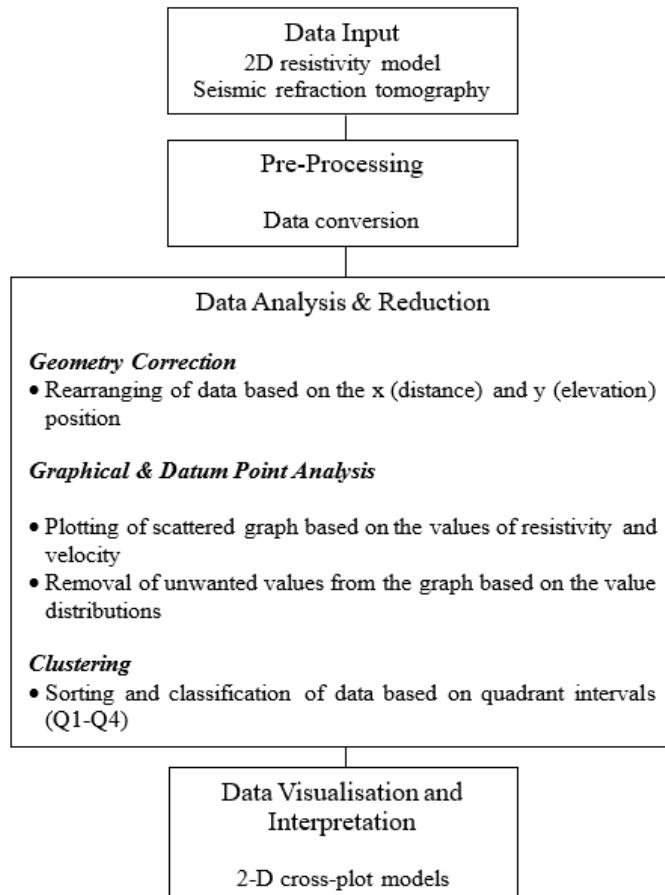 Data Input
2D resistivity model
Seismic refraction tomography
Pre-Processing
Data conversion
Data Analysis & Reduction
Geometry Correction
• Rearranging of data based on the x (distance) and y (elevation)
position
Graphical & Datum Point Analysis
• Plotting of scattered graph based on the values of resistivity and
velocity
• Removal of unwanted values from the graph based on the value
distributions
Clustering
• Sorting and classification of data based on quadrant intervals
(Q1-Q4)
Data Visualisation and
Interpretation
2-D cross-plot models